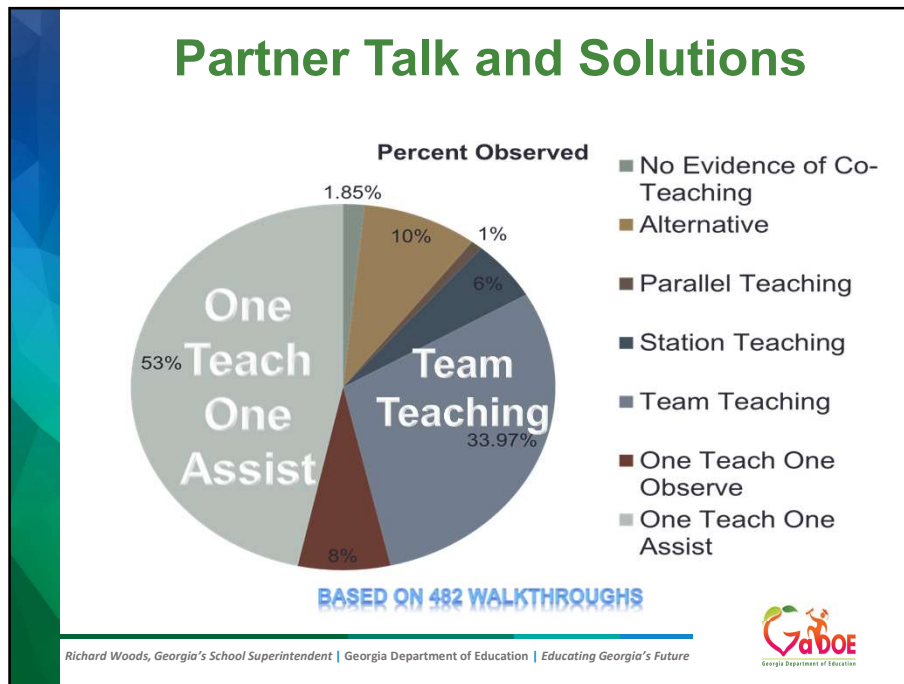 Partner Talk and Solutions
Percent Observed
1.85%
10%
1%
6%
33.97%
8%
53%
One
Teach
One
Assist
Team
Teaching
No Evidence of Co-
Teaching
Alternative
Parallel Teaching
Station Teaching
Team Teaching
One Teach One
Observe
One Teach One
Assist
BASED ON 482 WALKTHROUGHS
Richard Woods, Georgia's School Superintendent | Georgia Department of Education | Educating Georgia's Future
GaDOE
Georgia Department of Education